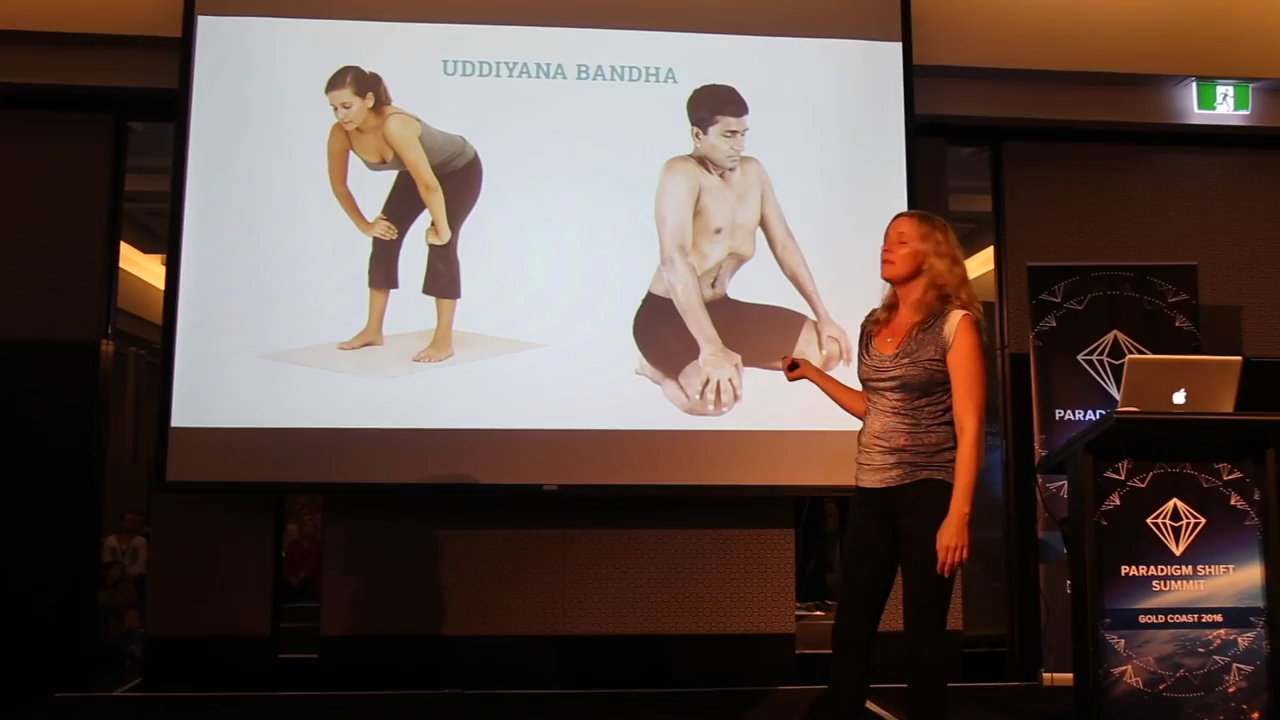 UDDIYANA BANDHA
PARAD
PARADIGM SHIFT
SUMMIT
GOLD COAST 2016